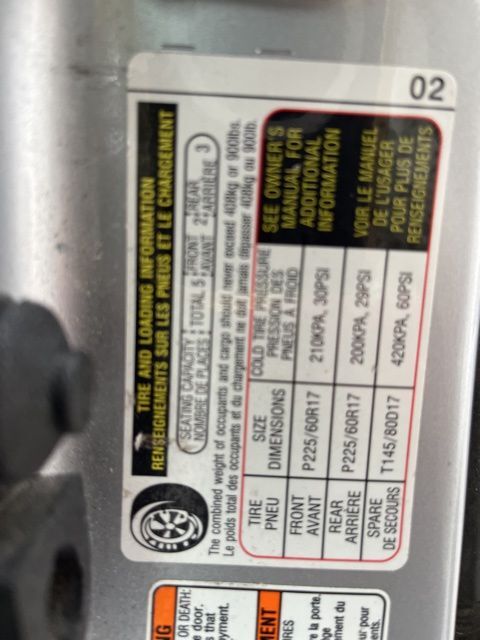 TIRE AND LOADING INFORMATION
RENSEIGNEMENTS SUR LES PNEUS ET LE CHARGEMENT
02
SEATING CAPACITY TOTAL 5 FRONT 2 REAR 3
NOMBRE DE PLACES AVANT ARRIÈRE
The combined weight of occupants and cargo should never exceed 408kg or 900lbs.
Le poids total des occupants et du chargement ne doit jamais dépasser 408kg ou 900lb.
TIRE SIZE COLD TIRE PRESSURE
PNEU DIMENSIONS PRESSION DES
PNEUS À FROID
FRONT
AVANT P225/60R17 210KPA, 30PSI
REAR
ARRIÈRE P225/60R17 200KPA, 29PSI
SPARE
DE SECOURS T145/80D17 420KPA, 60PSI
SEE OWNER'S
MANUAL FOR
ADDITIONAL
INFORMATION
VOIR LE MANUEL
DE L'USAGER
POUR PLUS DE
RENSEIGNEMENTS
OR DEATH:
door.
that